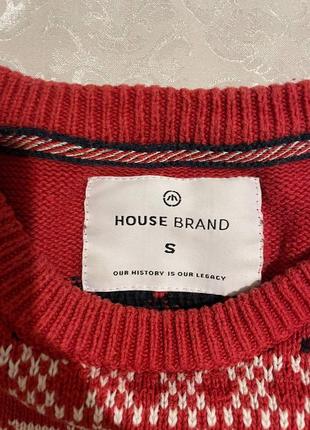 HOUSE BRAND
S
OUR HISTORY IS OUR LEGACY